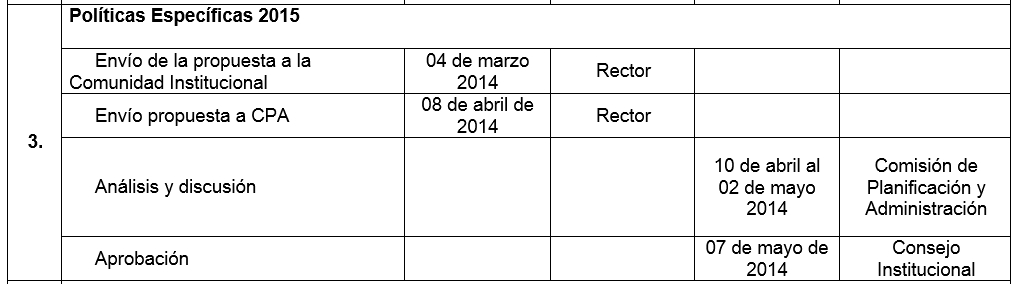 Políticas Específicas 2015
3.
Envío de la propuesta a la
Comunidad Institucional
04 de marzo
2014
Rector
Envío propuesta a CPA
08 de abril de
2014
Rector
Análisis y discusión
10 de abril al
02 de mayo
2014
Comisión de
Planificación y
Administración
Aprobación
07 de mayo de
2014
Consejo
Institucional